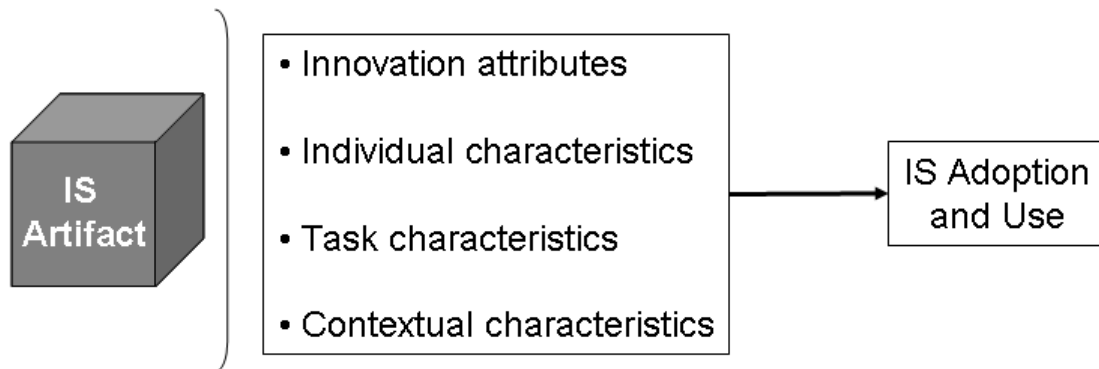 IS
Artifact
• Innovation attributes
• Individual characteristics
• Task characteristics
• Contextual characteristics
IS Adoption
and Use